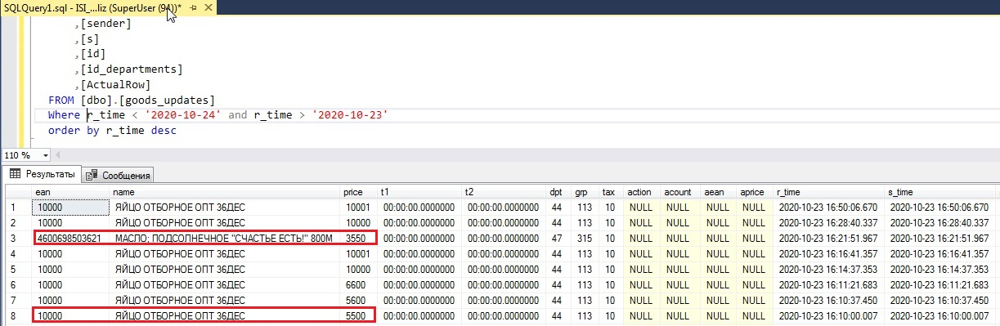 SQLQuery1.sql - ISI_...liz (SuperUser (94))*
,[sender]
,[s]
,[id]
,[id_departments]
,[ActualRow]
FROM [dbo].[goods_updates]
Where r_time < '2020-10-24' and r_time > '2020-10-23'
order by r_time desc
110 %
Результаты Сообщения
ean name price t1 t2 dpt grp tax action acount aean aprice r_time s_time
1 10000 ЯЙЦО ОТБОРНОЕ ОПТ 36ДЕС 10001 00:00:00.0000000 00:00:00.0000000 44 113 10 NULL NULL NULL NULL 2020-10-23 16:50:06.670 2020-10-23 16:50:06.670
2 10000 ЯЙЦО ОТБОРНОЕ ОПТ 36ДЕС 10000 00:00:00.0000000 00:00:00.0000000 44 113 10 NULL NULL NULL NULL 2020-10-23 16:28:40.337 2020-10-23 16:28:40.337
3 4600698503621 МАСЛО; ПОДСОЛНЕЧНОЕ "СЧАСТЬЕ ЕСТЬ!" 800М 3550 00:00:00.0000000 00:00:00.0000000 47 315 10 NULL NULL NULL NULL 2020-10-23 16:21:51.967 2020-10-23 16:21:51.967
4 10000 ЯЙЦО ОТБОРНОЕ ОПТ 36ДЕС 10001 00:00:00.0000000 00:00:00.0000000 44 113 10 NULL NULL NULL NULL 2020-10-23 16:16:41.357 2020-10-23 16:16:41.357
5 10000 ЯЙЦО ОТБОРНОЕ ОПТ 36ДЕС 10000 00:00:00.0000000 00:00:00.0000000 44 113 10 NULL NULL NULL NULL 2020-10-23 16:14:37.353 2020-10-23 16:14:37.353
6 10000 ЯЙЦО ОТБОРНОЕ ОПТ 36ДЕС 6600 00:00:00.0000000 00:00:00.0000000 44 113 10 NULL NULL NULL NULL 2020-10-23 16:11:21.683 2020-10-23 16:11:21.683
7 10000 ЯЙЦО ОТБОРНОЕ ОПТ 36ДЕС 5600 00:00:00.0000000 00:00:00.0000000 44 113 10 NULL NULL NULL NULL 2020-10-23 16:10:37.450 2020-10-23 16:10:37.450
8 10000 ЯЙЦО ОТБОРНОЕ ОПТ 36ДЕС 5500 00:00:00.0000000 00:00:00.0000000 44 113 10 NULL NULL NULL NULL 2020-10-23 16:10:00.007 2020-10-23 16:10:00.007